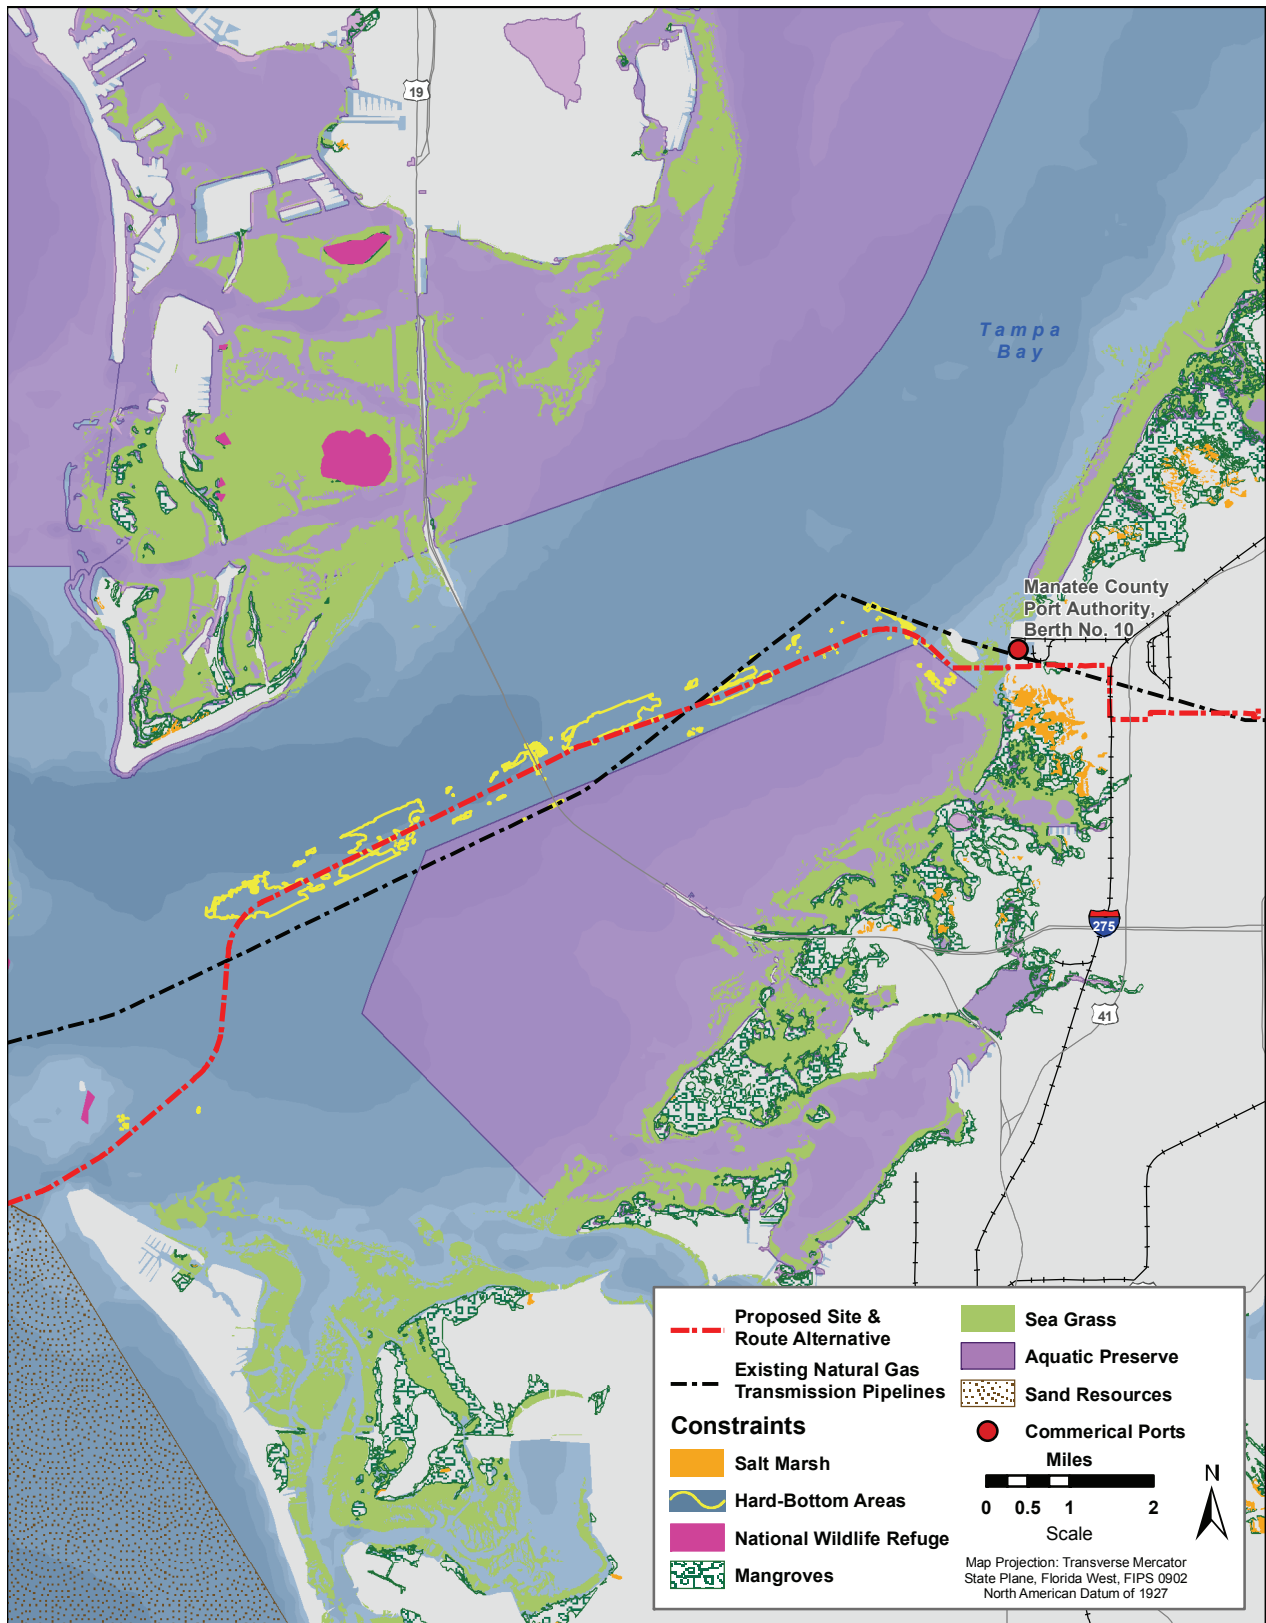 19
Tampa
Bay
Manatee County
Port Authority,
Berth No. 10
275
41
Proposed Site &
Route Alternative
Existing Natural Gas
Transmission Pipelines
Constraints
Salt Marsh
Hard-Bottom Areas
National Wildlife Refuge
Mangroves
Sea Grass
Aquatic Preserve
Sand Resources
Commerical Ports
Miles
0 0.5 1 2
Scale
N
Map Projection: Transverse Mercator
State Plane, Florida West, FIPS 0902
North American Datum of 1927